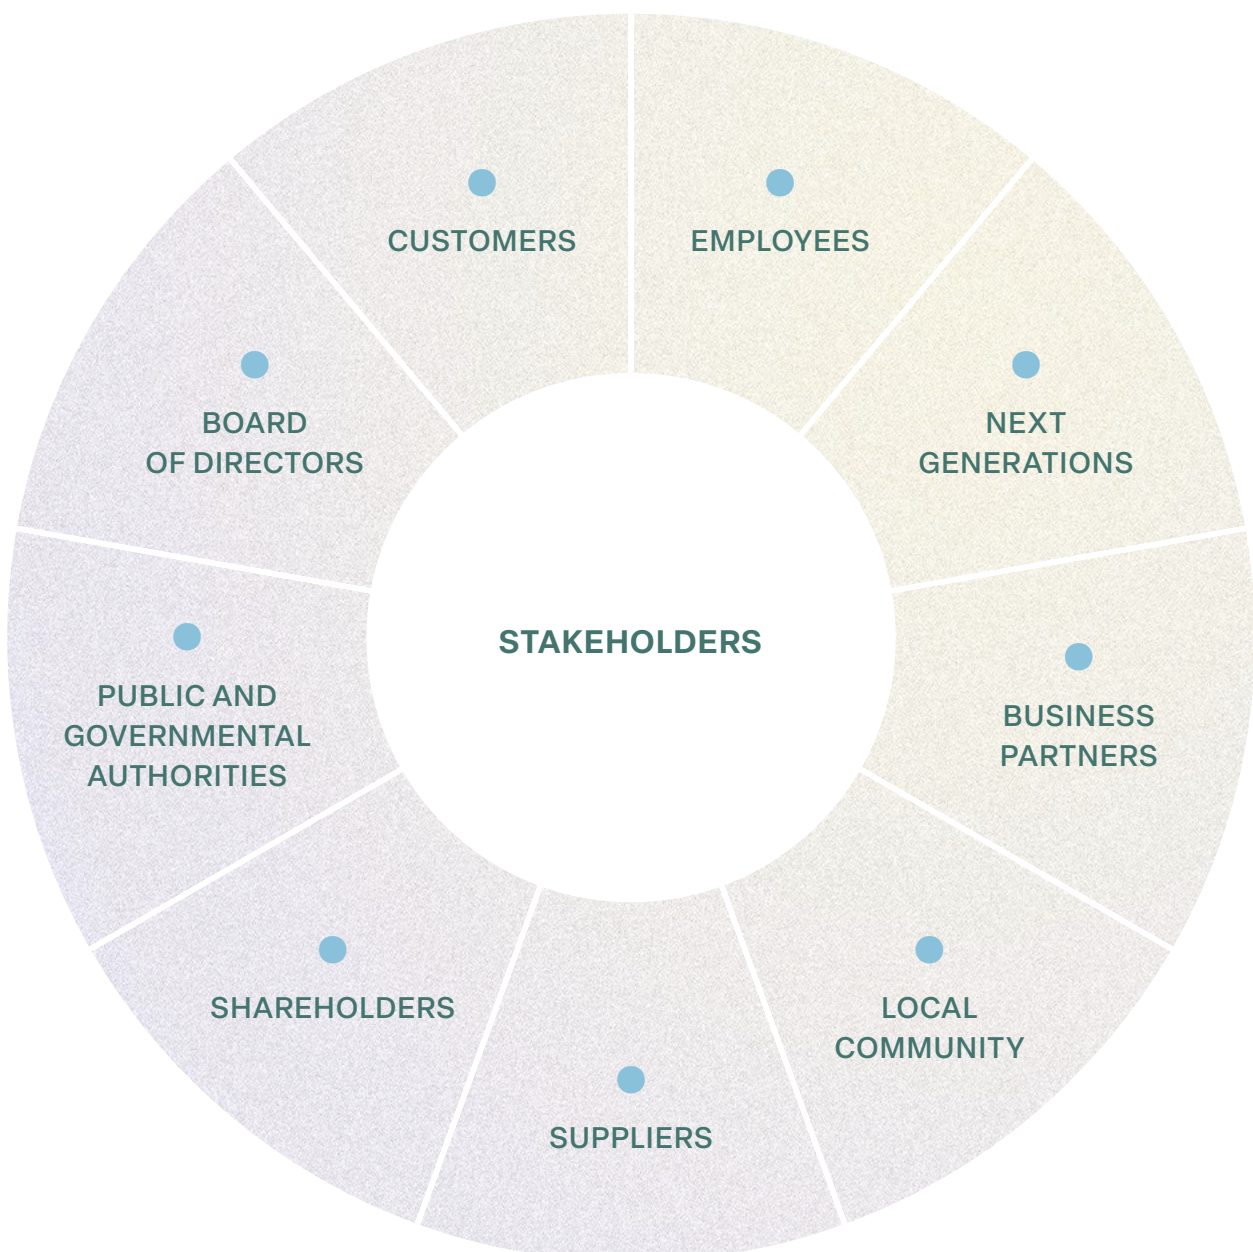 CUSTOMERS
EMPLOYEES
BOARD
OF DIRECTORS
NEXT
GENERATIONS
STAKEHOLDERS
PUBLIC AND
GOVERNMENTAL
AUTHORITIES
BUSINESS
PARTNERS
SHAREHOLDERS
LOCAL
COMMUNITY
SUPPLIERS